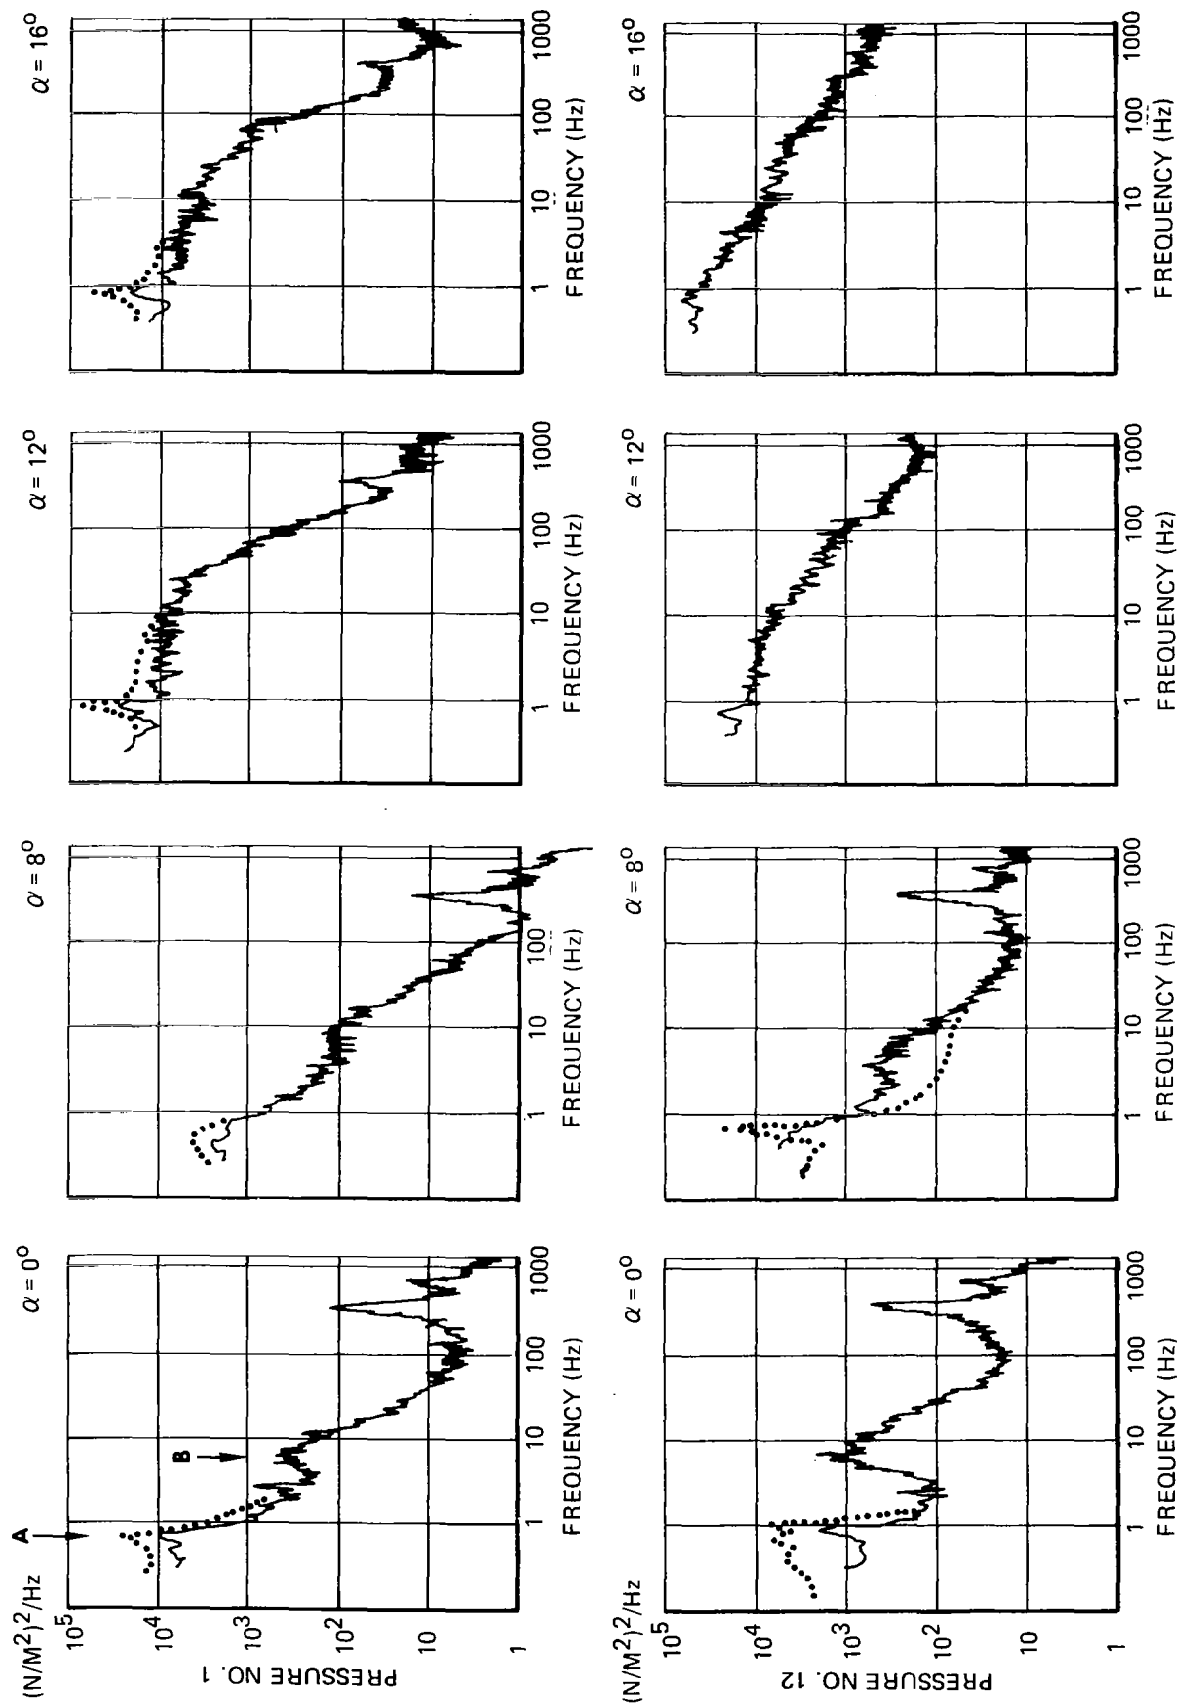 (N/M²)²/Hz
A
α = 0°
α = 8°
α = 12°
α = 16°
B
10⁵
10⁴
10³
10²
10
1
PRESSURE NO. 1
1 10 100 1000
FREQUENCY (Hz)
1 10 100 1000
FREQUENCY (Hz)
1 10 100 1000
FREQUENCY (Hz)
1 10 100 1000
FREQUENCY (Hz)
(N/M²)²/Hz
α = 0°
α = 8°
α = 12°
α = 16°
10⁵
10⁴
10³
10²
10
1
PRESSURE NO. 12
1 10 100 1000
FREQUENCY (Hz)
1 10 100 1000
FREQUENCY (Hz)
1 10 100 1000
FREQUENCY (Hz)
1 10 100 1000
FREQUENCY (Hz)